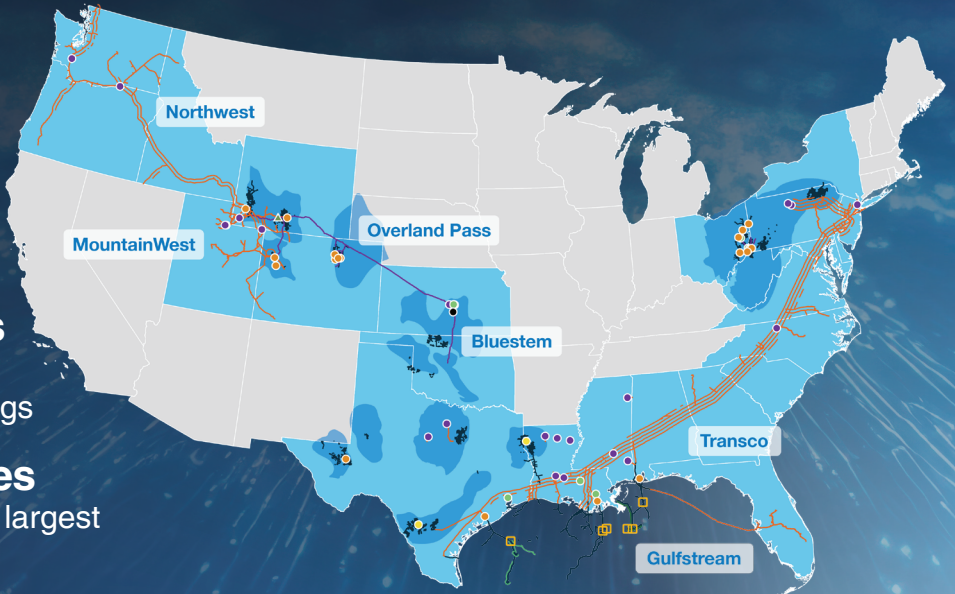 Northwest
MountainWest
Overland Pass
Bluestem
s
gs
Transco
es
largest
Gulfstream